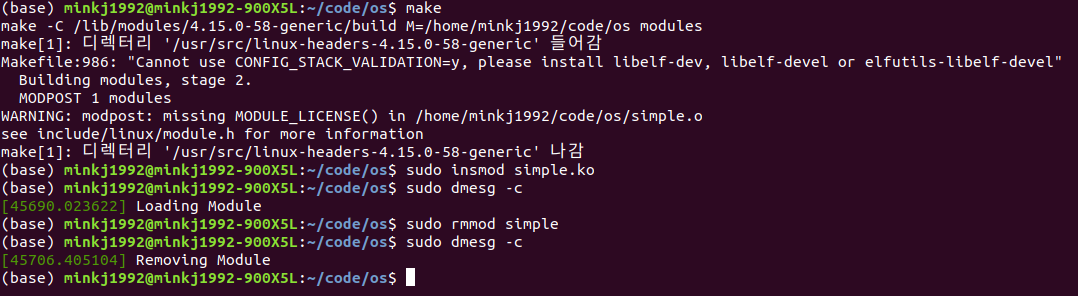 (base) minkj1992@minkj1992-900X5L:~/code/os$ make
make -C /lib/modules/4.15.0-58-generic/build M=/home/minkj1992/code/os modules
make[1]: 디렉터리 '/usr/src/linux-headers-4.15.0-58-generic' 들어감
Makefile:986: "Cannot use CONFIG_STACK_VALIDATION=y, please install libelf-dev, libelf-devel or elfutils-libelf-devel"
  Building modules, stage 2.
  MODPOST 1 modules
WARNING: modpost: missing MODULE_LICENSE() in /home/minkj1992/code/os/simple.o
see include/linux/module.h for more information
make[1]: 디렉터리 '/usr/src/linux-headers-4.15.0-58-generic' 나감
(base) minkj1992@minkj1992-900X5L:~/code/os$ sudo insmod simple.ko
(base) minkj1992@minkj1992-900X5L:~/code/os$ sudo dmesg -c
[45690.023622] Loading Module
(base) minkj1992@minkj1992-900X5L:~/code/os$ sudo rmmod simple
(base) minkj1992@minkj1992-900X5L:~/code/os$ sudo dmesg -c
[45706.405104] Removing Module
(base) minkj1992@minkj1992-900X5L:~/code/os$